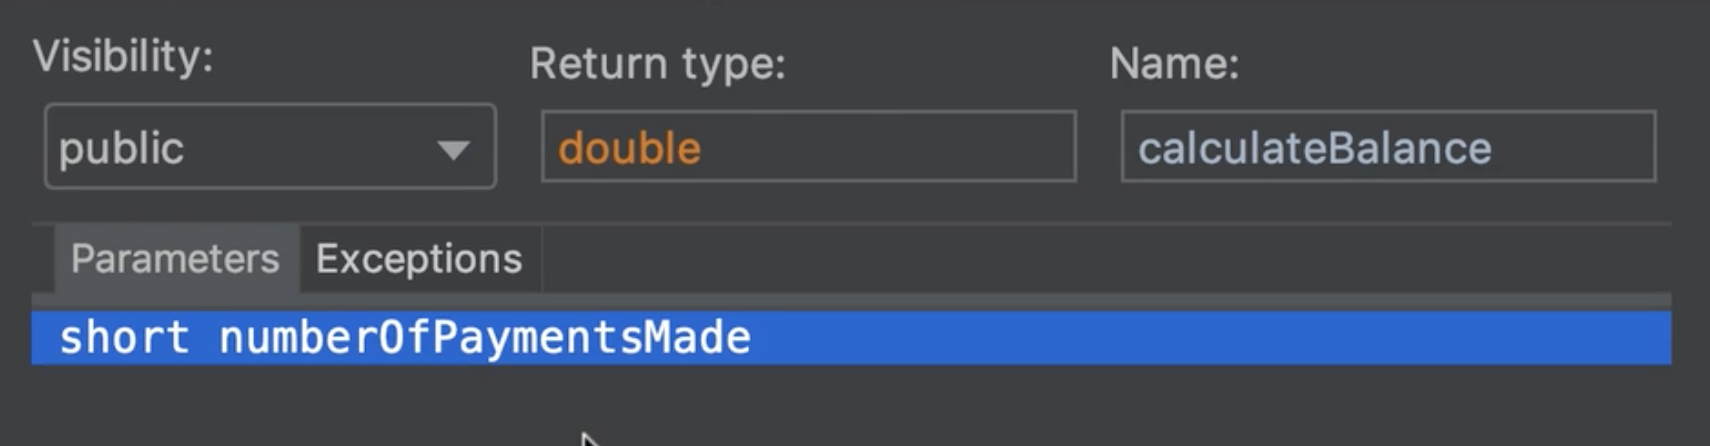 Visibility: Return type: Name:
public double calculateBalance
Parameters Exceptions
short numberOfPaymentsMade